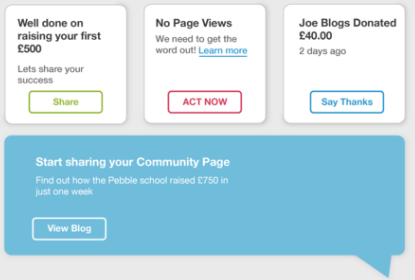 Well done on
raising your first
£500
Lets share your
success
Share
No Page Views
We need to get the
word out! Learn more
ACT NOW
Joe Blogs Donated
£40.00
2 days ago
Say Thanks
Start sharing your Community Page
Find out how the Pebble school raised £750 in
just one week
View Blog